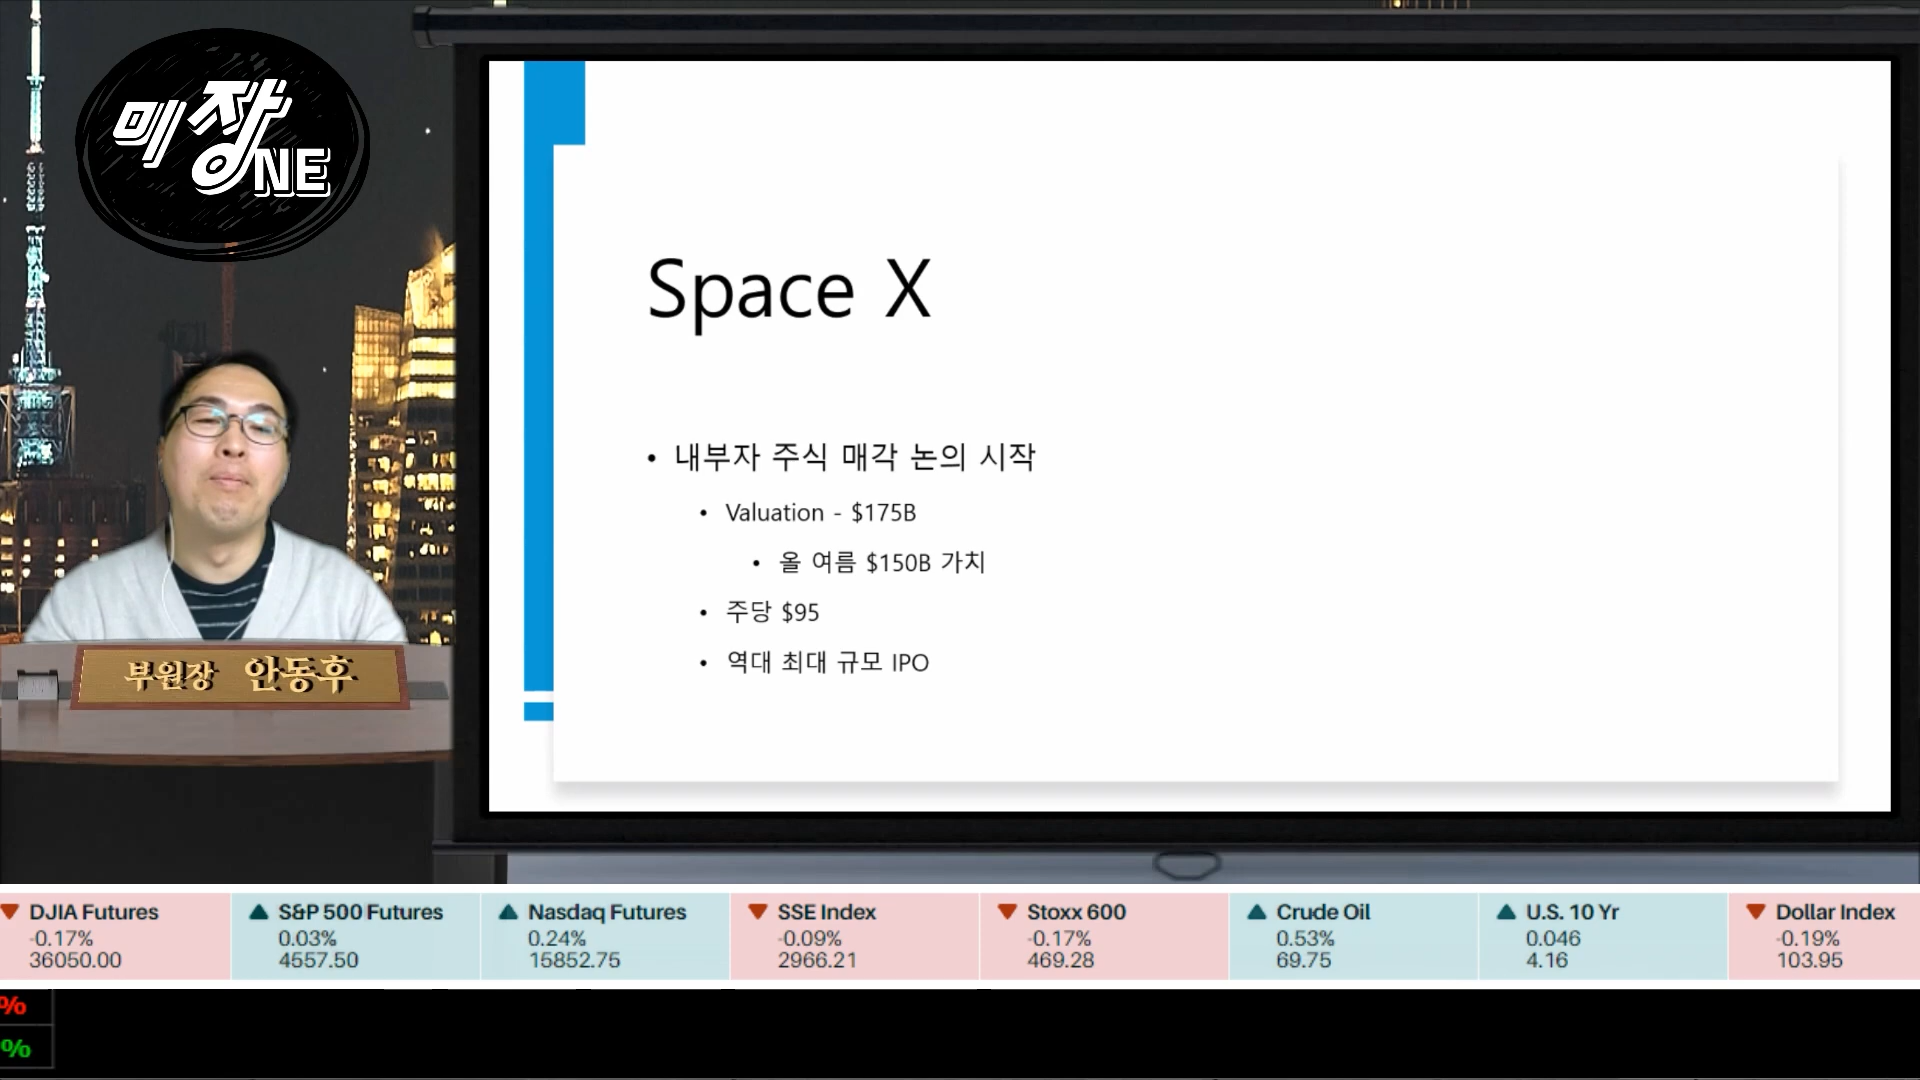 미장NE
Space X
• 내부자 주식 매각 논의 시작
• Valuation - $175B
• 올 여름 $150B 가치
• 주당 $95
• 역대 최대 규모 IPO
부원장 안동후
DJIA Futures
-0.17%
36050.00
S&P 500 Futures
0.03%
4557.50
Nasdaq Futures
0.24%
15852.75
SSE Index
-0.09%
2966.21
Stoxx 600
-0.17%
469.28
Crude Oil
0.53%
69.75
U.S. 10 Yr
0.046
4.16
Dollar Index
-0.19%
103.95
%
%